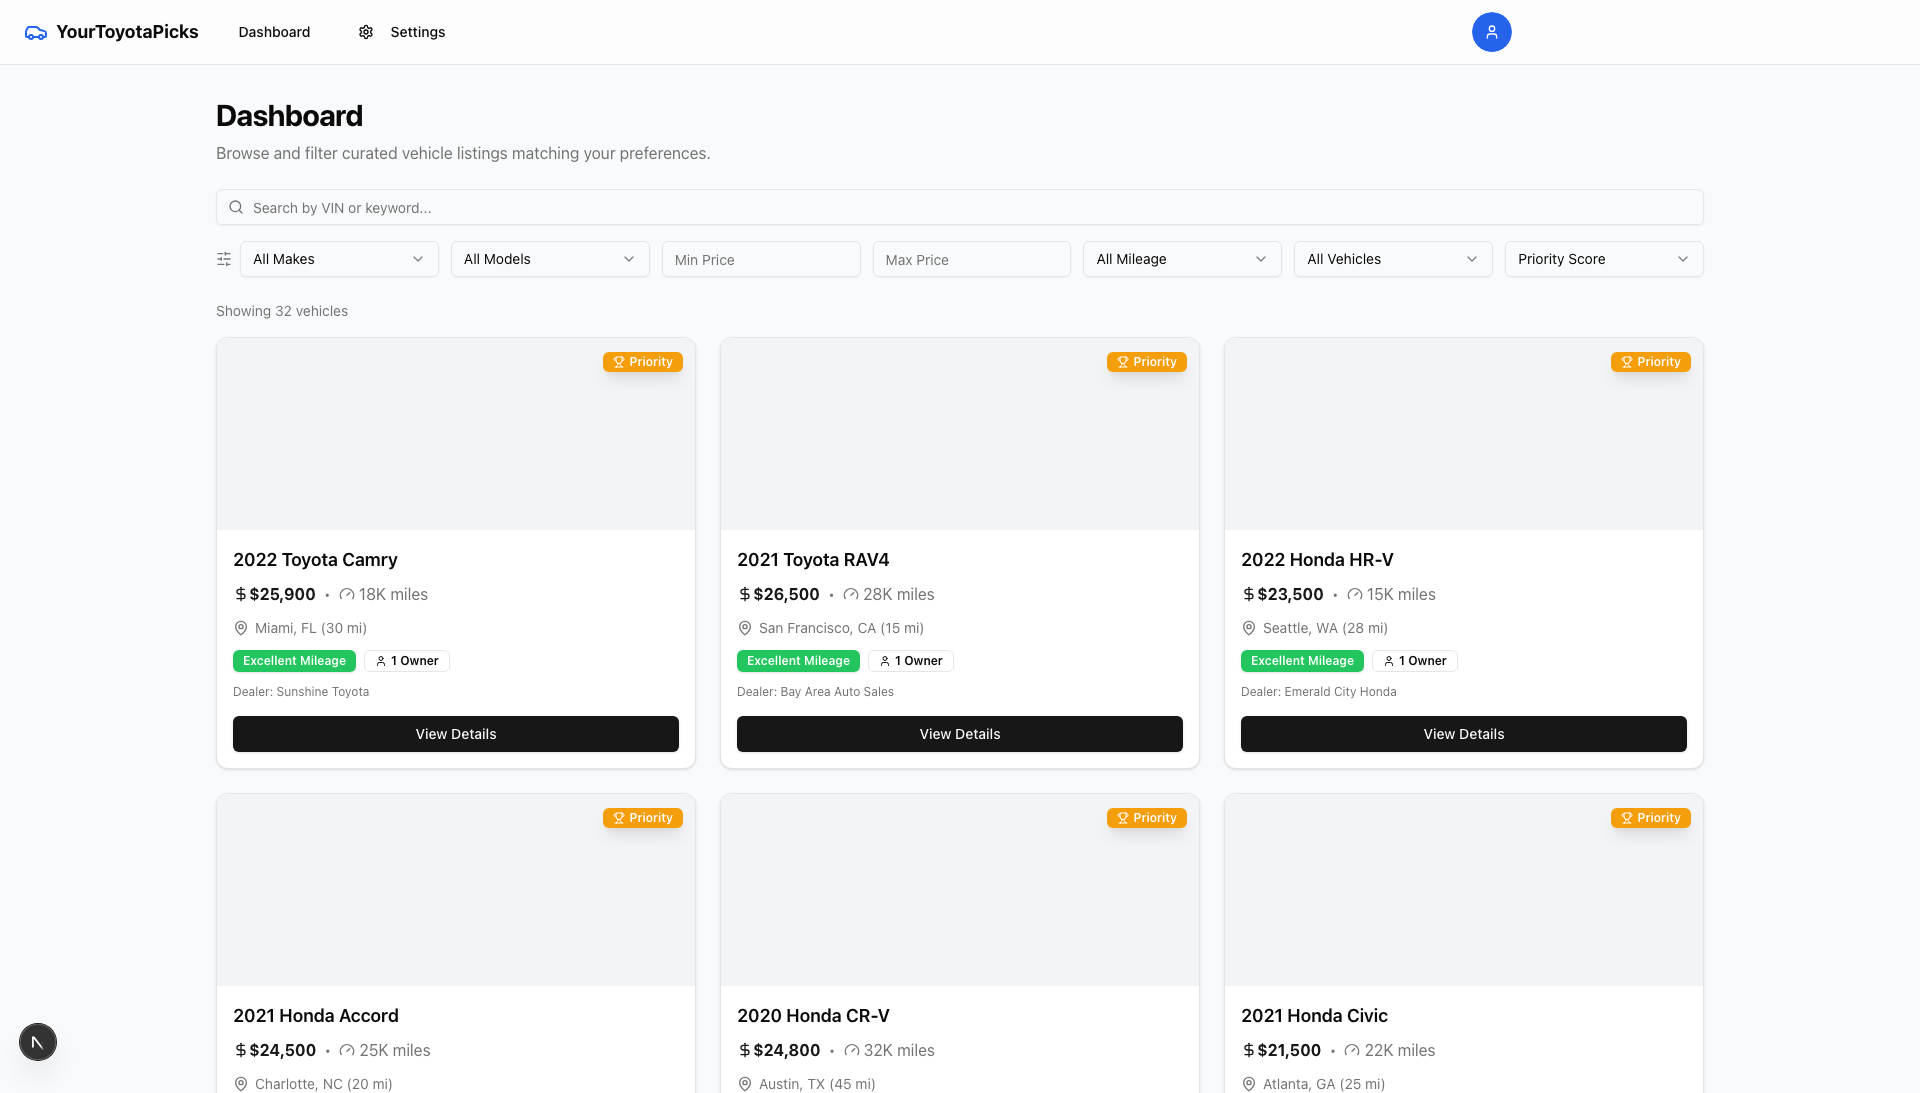 YourToyotaPicks Dashboard Settings
Dashboard
Browse and filter curated vehicle listings matching your preferences.
Search by VIN or keyword...
All Makes All Models Min Price Max Price All Mileage All Vehicles Priority Score
Showing 32 vehicles
Priority Priority Priority
2022 Toyota Camry 2021 Toyota RAV4 2022 Honda HR-V
$25,900 • 18K miles $26,500 • 28K miles $23,500 • 15K miles
Miami, FL (30 mi) San Francisco, CA (15 mi) Seattle, WA (28 mi)
Excellent Mileage 1 Owner Excellent Mileage 1 Owner Excellent Mileage 1 Owner
Dealer: Sunshine Toyota Dealer: Bay Area Auto Sales Dealer: Emerald City Honda
View Details View Details View Details
Priority Priority Priority
2021 Honda Accord 2020 Honda CR-V 2021 Honda Civic
$24,500 • 25K miles $24,800 • 32K miles $21,500 • 22K miles
Charlotte, NC (20 mi) Austin, TX (45 mi) Atlanta, GA (25 mi)